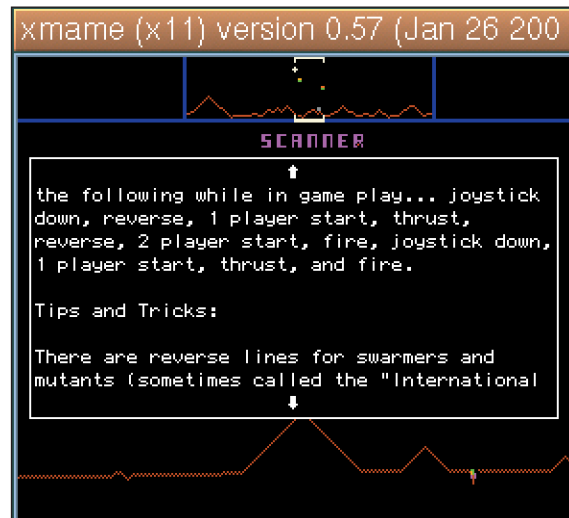 xmame (x11) version 0.57 (Jan 26 200
SCANNER
the following while in game play... joystick
down, reverse, 1 player start, thrust,
reverse, 2 player start, fire, joystick down,
1 player start, thrust, and fire.
Tips and Tricks:
There are reverse lines for swarmers and
mutants (sometimes called the "International